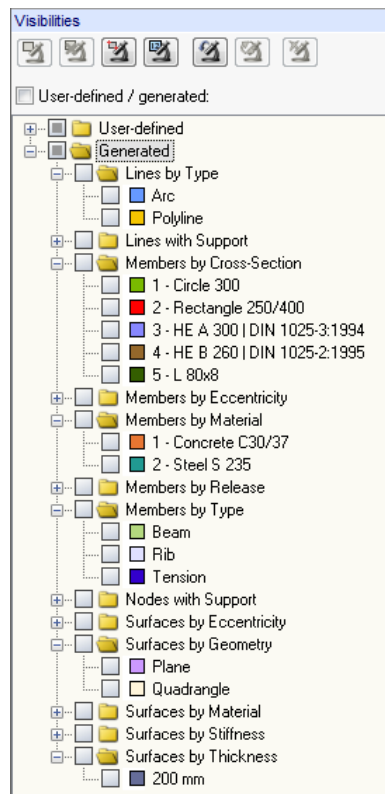 Visibilities
User-defined / generated:
User-defined
Generated
Lines by Type
Arc
Polyline
Lines with Support
Members by Cross-Section
1 - Circle 300
2 - Rectangle 250/400
3 - HE A 300 | DIN 1025-3:1994
4 - HE B 260 | DIN 1025-2:1995
5 - L 80x8
Members by Eccentricity
Members by Material
1 - Concrete C30/37
2 - Steel S 235
Members by Release
Members by Type
Beam
Rib
Tension
Nodes with Support
Surfaces by Eccentricity
Surfaces by Geometry
Plane
Quadrangle
Surfaces by Material
Surfaces by Stiffness
Surfaces by Thickness
200 mm